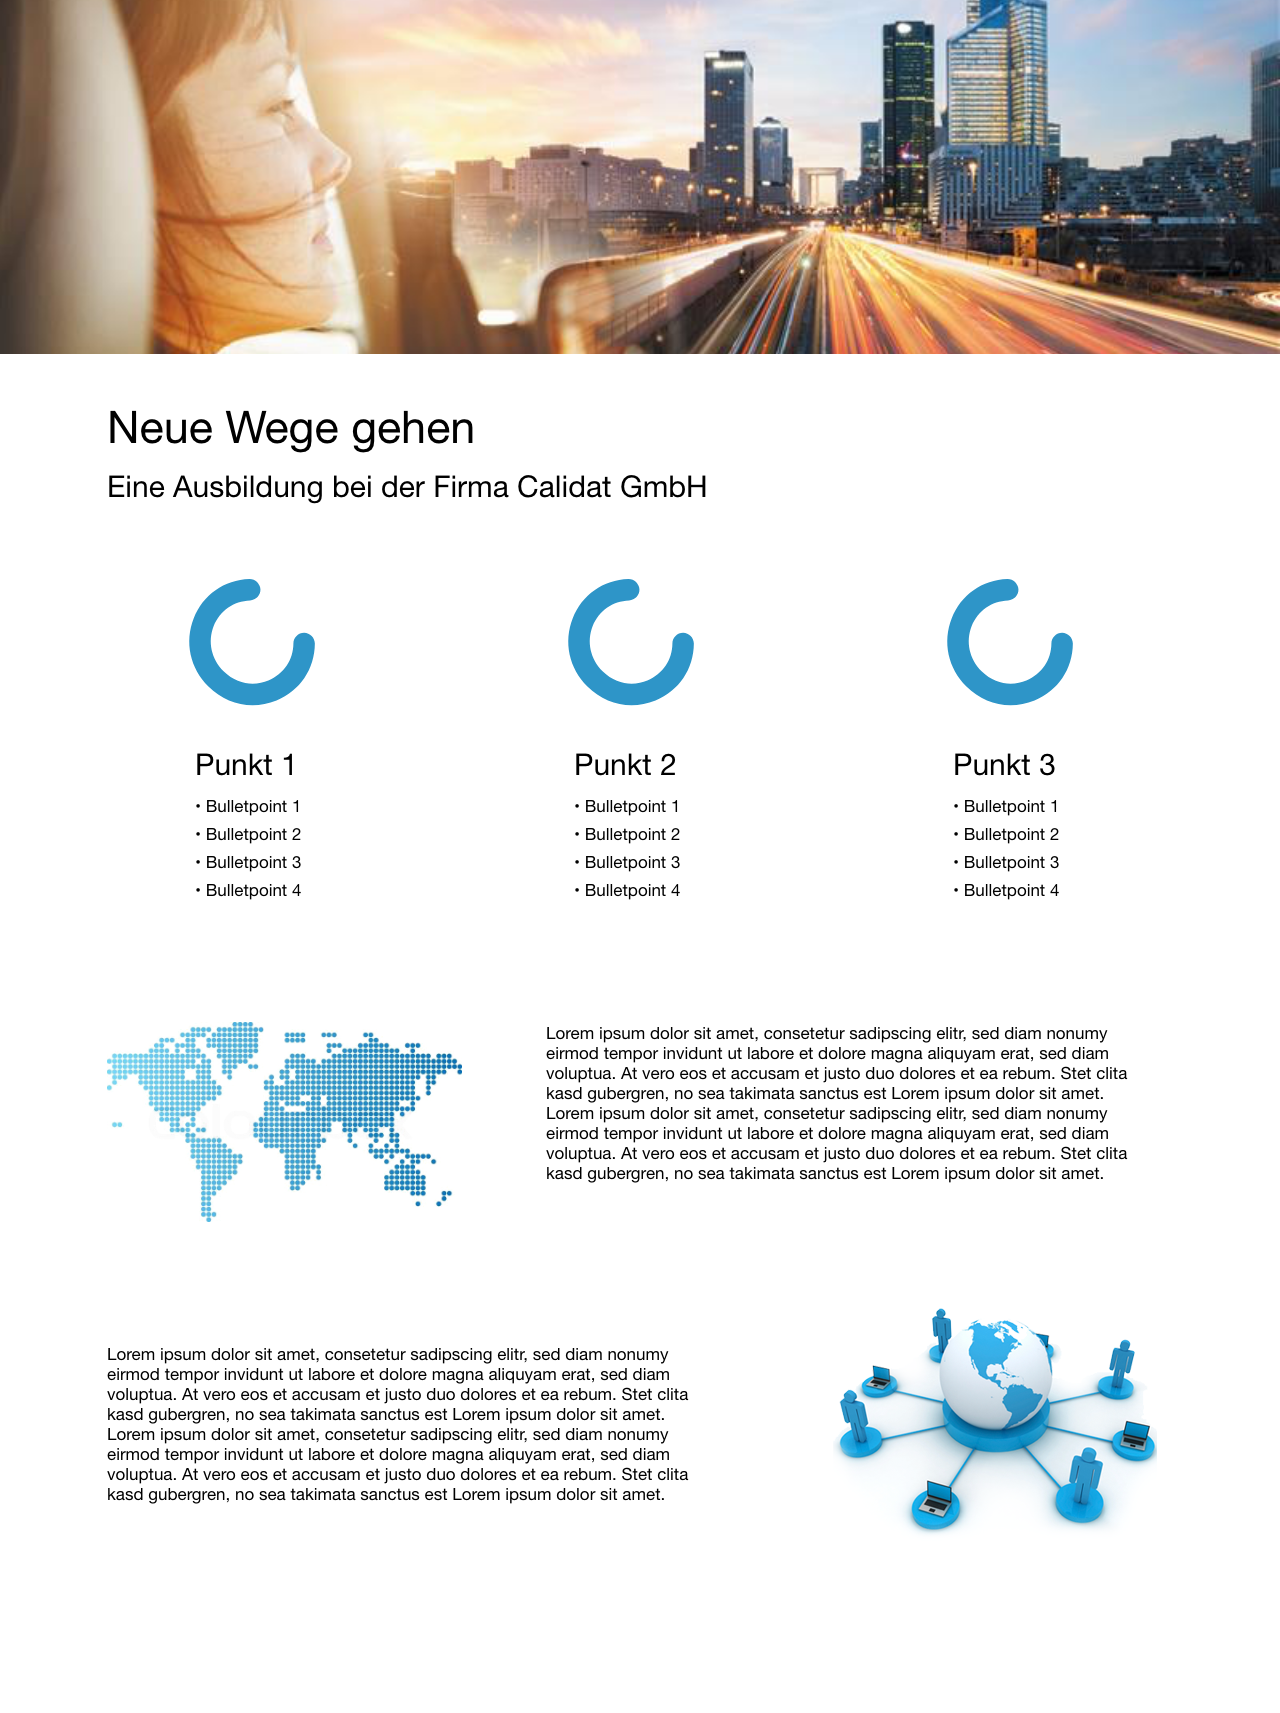 Neue Wege gehen
Eine Ausbildung bei der Firma Calidat GmbH
Punkt 1
• Bulletpoint 1
• Bulletpoint 2
• Bulletpoint 3
• Bulletpoint 4
Punkt 2
• Bulletpoint 1
• Bulletpoint 2
• Bulletpoint 3
• Bulletpoint 4
Punkt 3
• Bulletpoint 1
• Bulletpoint 2
• Bulletpoint 3
• Bulletpoint 4
Lorem ipsum dolor sit amet, consetetur sadipscing elitr, sed diam nonumy
eirmod tempor invidunt ut labore et dolore magna aliquyam erat, sed diam
voluptua. At vero eos et accusam et justo duo dolores et ea rebum. Stet clita
kasd gubergren, no sea takimata sanctus est Lorem ipsum dolor sit amet.
Lorem ipsum dolor sit amet, consetetur sadipscing elitr, sed diam nonumy
eirmod tempor invidunt ut labore et dolore magna aliquyam erat, sed diam
voluptua. At vero eos et accusam et justo duo dolores et ea rebum. Stet clita
kasd gubergren, no sea takimata sanctus est Lorem ipsum dolor sit amet.
Lorem ipsum dolor sit amet, consetetur sadipscing elitr, sed diam nonumy
eirmod tempor invidunt ut labore et dolore magna aliquyam erat, sed diam
voluptua. At vero eos et accusam et justo duo dolores et ea rebum. Stet clita
kasd gubergren, no sea takimata sanctus est Lorem ipsum dolor sit amet.
Lorem ipsum dolor sit amet, consetetur sadipscing elitr, sed diam nonumy
eirmod tempor invidunt ut labore et dolore magna aliquyam erat, sed diam
voluptua. At vero eos et accusam et justo duo dolores et ea rebum. Stet clita
kasd gubergren, no sea takimata sanctus est Lorem ipsum dolor sit amet.